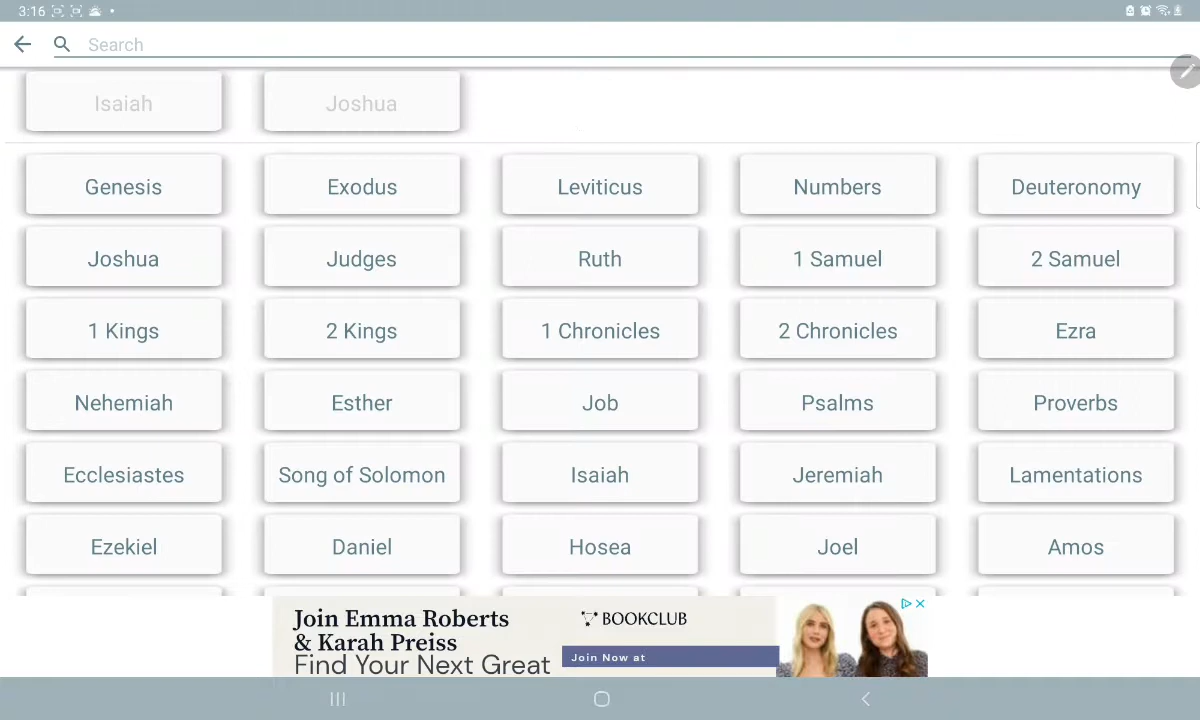 3:16
Search
Isaiah Joshua
Genesis Exodus Leviticus Numbers Deuteronomy
Joshua Judges Ruth 1 Samuel 2 Samuel
1 Kings 2 Kings 1 Chronicles 2 Chronicles Ezra
Nehemiah Esther Job Psalms Proverbs
Ecclesiastes Song of Solomon Isaiah Jeremiah Lamentations
Ezekiel Daniel Hosea Joel Amos
Join Emma Roberts
& Karah Preiss
Find Your Next Great
BOOKCLUB
Join Now at